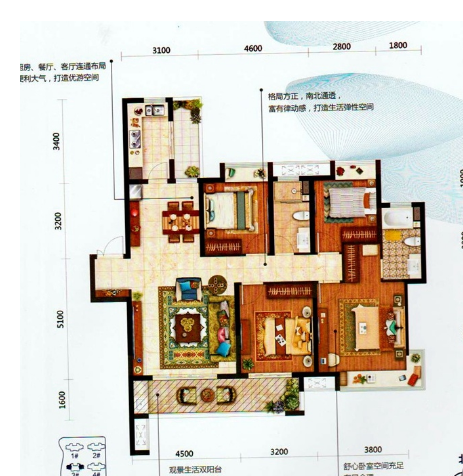 3100
4600
2800
1800
厨房、餐厅、客厅连通布局
便利大气，打造优游空间
格局方正，南北通透，
富有律动感，打造生活弹性空间
3400
3200
5100
1600
4500
3200
3800
观景生活双阳台
舒心卧室空间充足
1#
2#
3#
4#